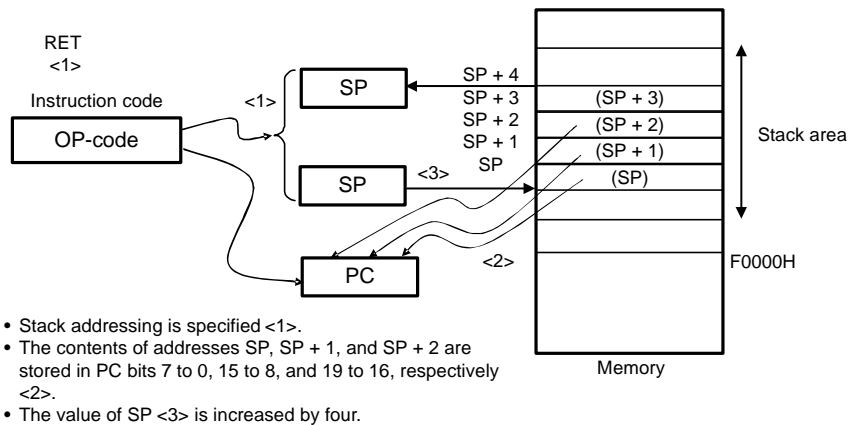 RET
<1>
Instruction code
OP-code
<1>
SP
SP
<3>
PC
SP + 4
SP + 3
SP + 2
SP + 1
SP
<2>
(SP + 3)
(SP + 2)
(SP + 1)
(SP)
Stack area
F0000H
Memory
• Stack addressing is specified <1>.
• The contents of addresses SP, SP + 1, and SP + 2 are
stored in PC bits 7 to 0, 15 to 8, and 19 to 16, respectively
<2>.
• The value of SP <3> is increased by four.